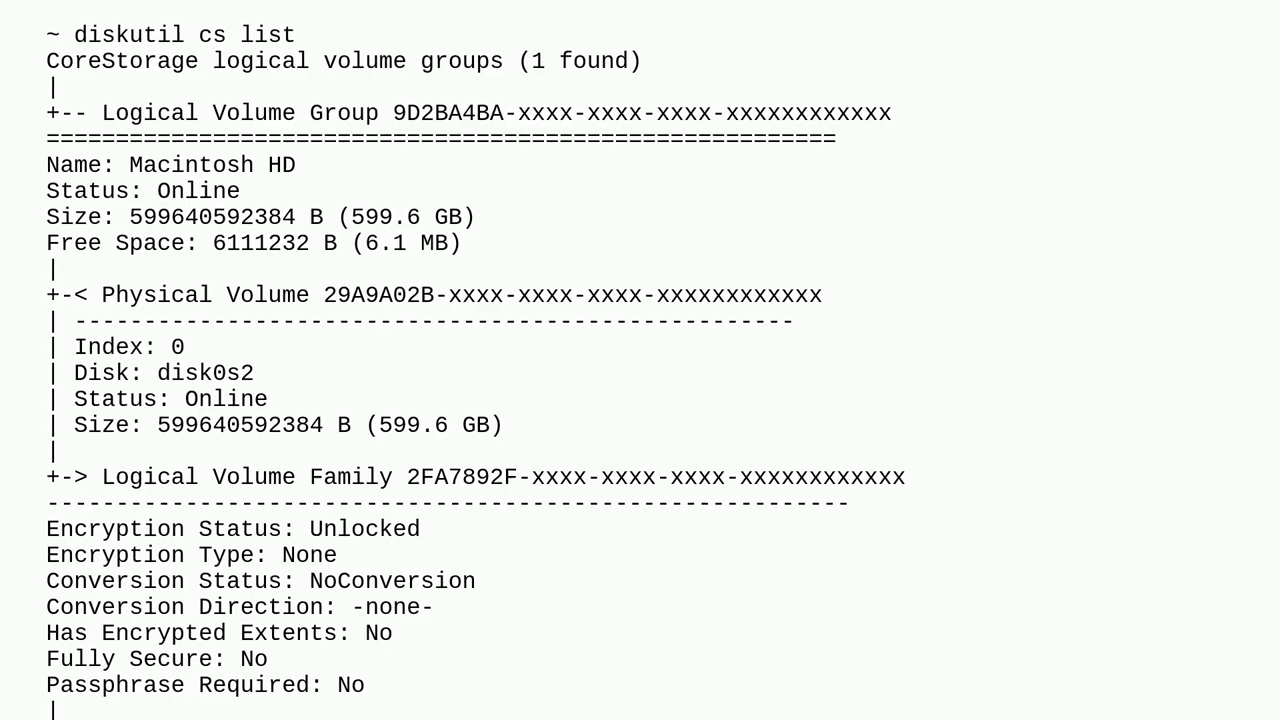 ~ diskutil cs list
CoreStorage logical volume groups (1 found)
|
+-- Logical Volume Group 9D2BA4BA-xxxx-xxxx-xxxx-xxxxxxxxxxxx
=========================================================
Name: Macintosh HD
Status: Online
Size: 599640592384 B (599.6 GB)
Free Space: 6111232 B (6.1 MB)
|
+-< Physical Volume 29A9A02B-xxxx-xxxx-xxxx-xxxxxxxxxxxx
| ----------------------------------------------------
| Index: 0
| Disk: disk0s2
| Status: Online
| Size: 599640592384 B (599.6 GB)
|
+-> Logical Volume Family 2FA7892F-xxxx-xxxx-xxxx-xxxxxxxxxxxx
----------------------------------------------------------
Encryption Status: Unlocked
Encryption Type: None
Conversion Status: NoConversion
Conversion Direction: -none-
Has Encrypted Extents: No
Fully Secure: No
Passphrase Required: No
|